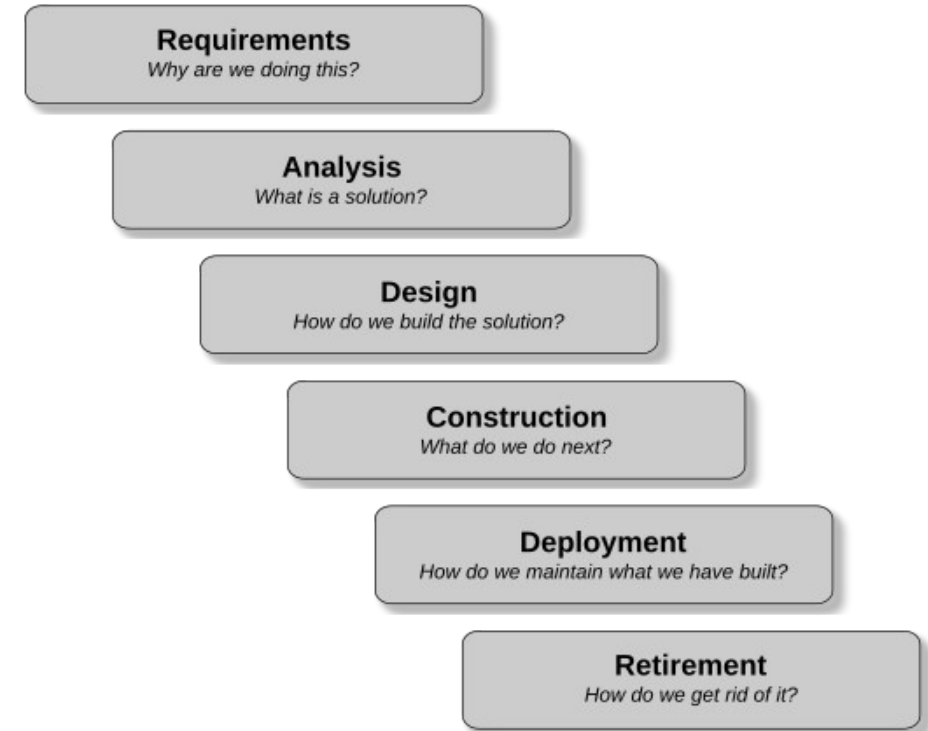 Requirements
Why are we doing this?
Analysis
What is a solution?
Design
How do we build the solution?
Construction
What do we do next?
Deployment
How do we maintain what we have built?
Retirement
How do we get rid of it?